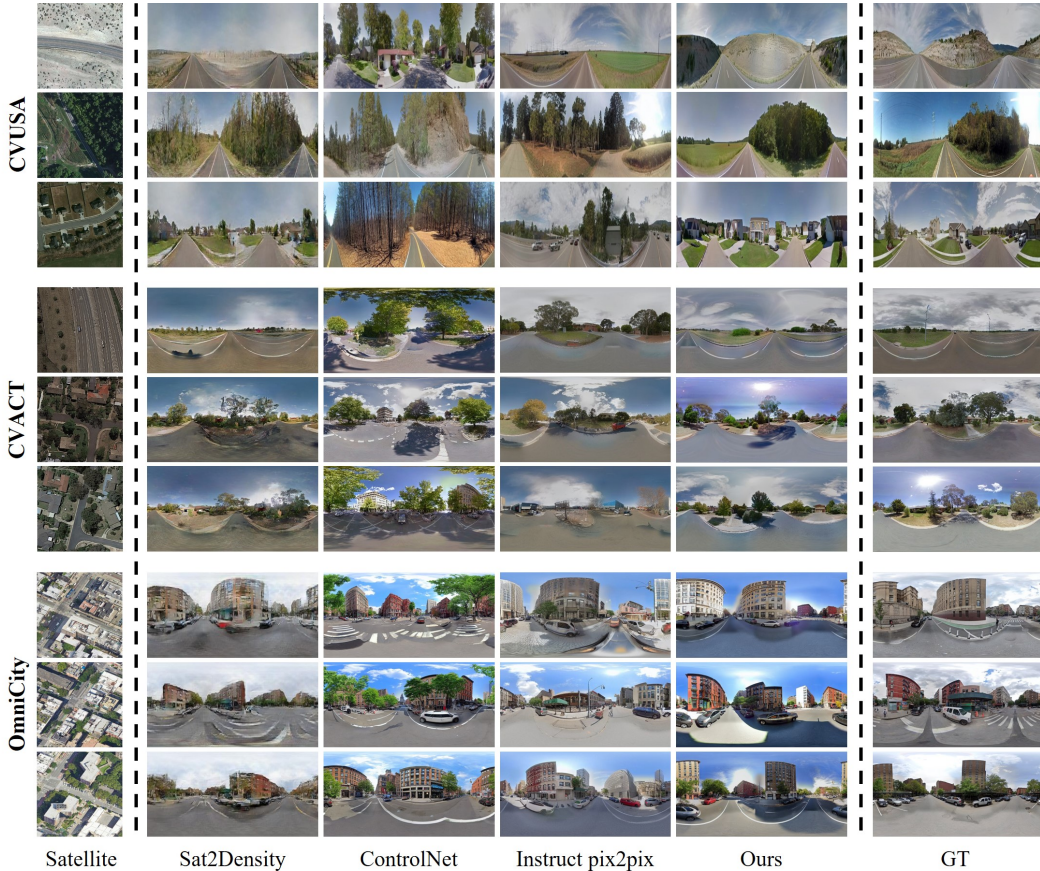 CVUSA
CVACT
OmniCity
Satellite
Sat2Density
ControlNet
Instruct pix2pix
Ours
GT